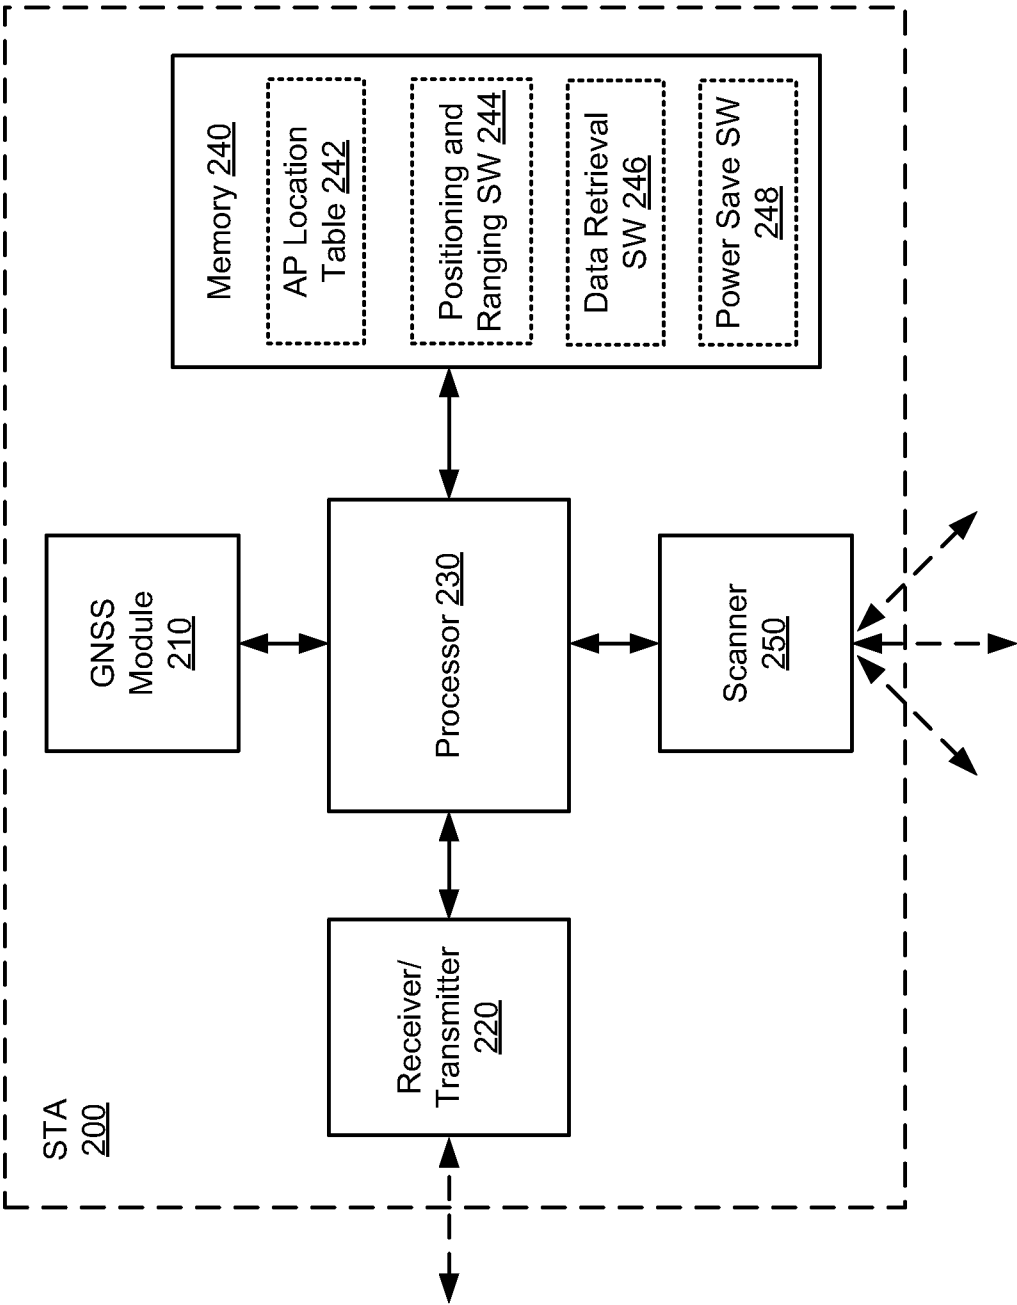 STA
200
GNSS
Module
210
Receiver/
Transmitter
220
Processor 230
Scanner
250
Memory 240
AP Location
Table 242
Positioning and
Ranging SW 244
Data Retrieval
SW 246
Power Save SW
248